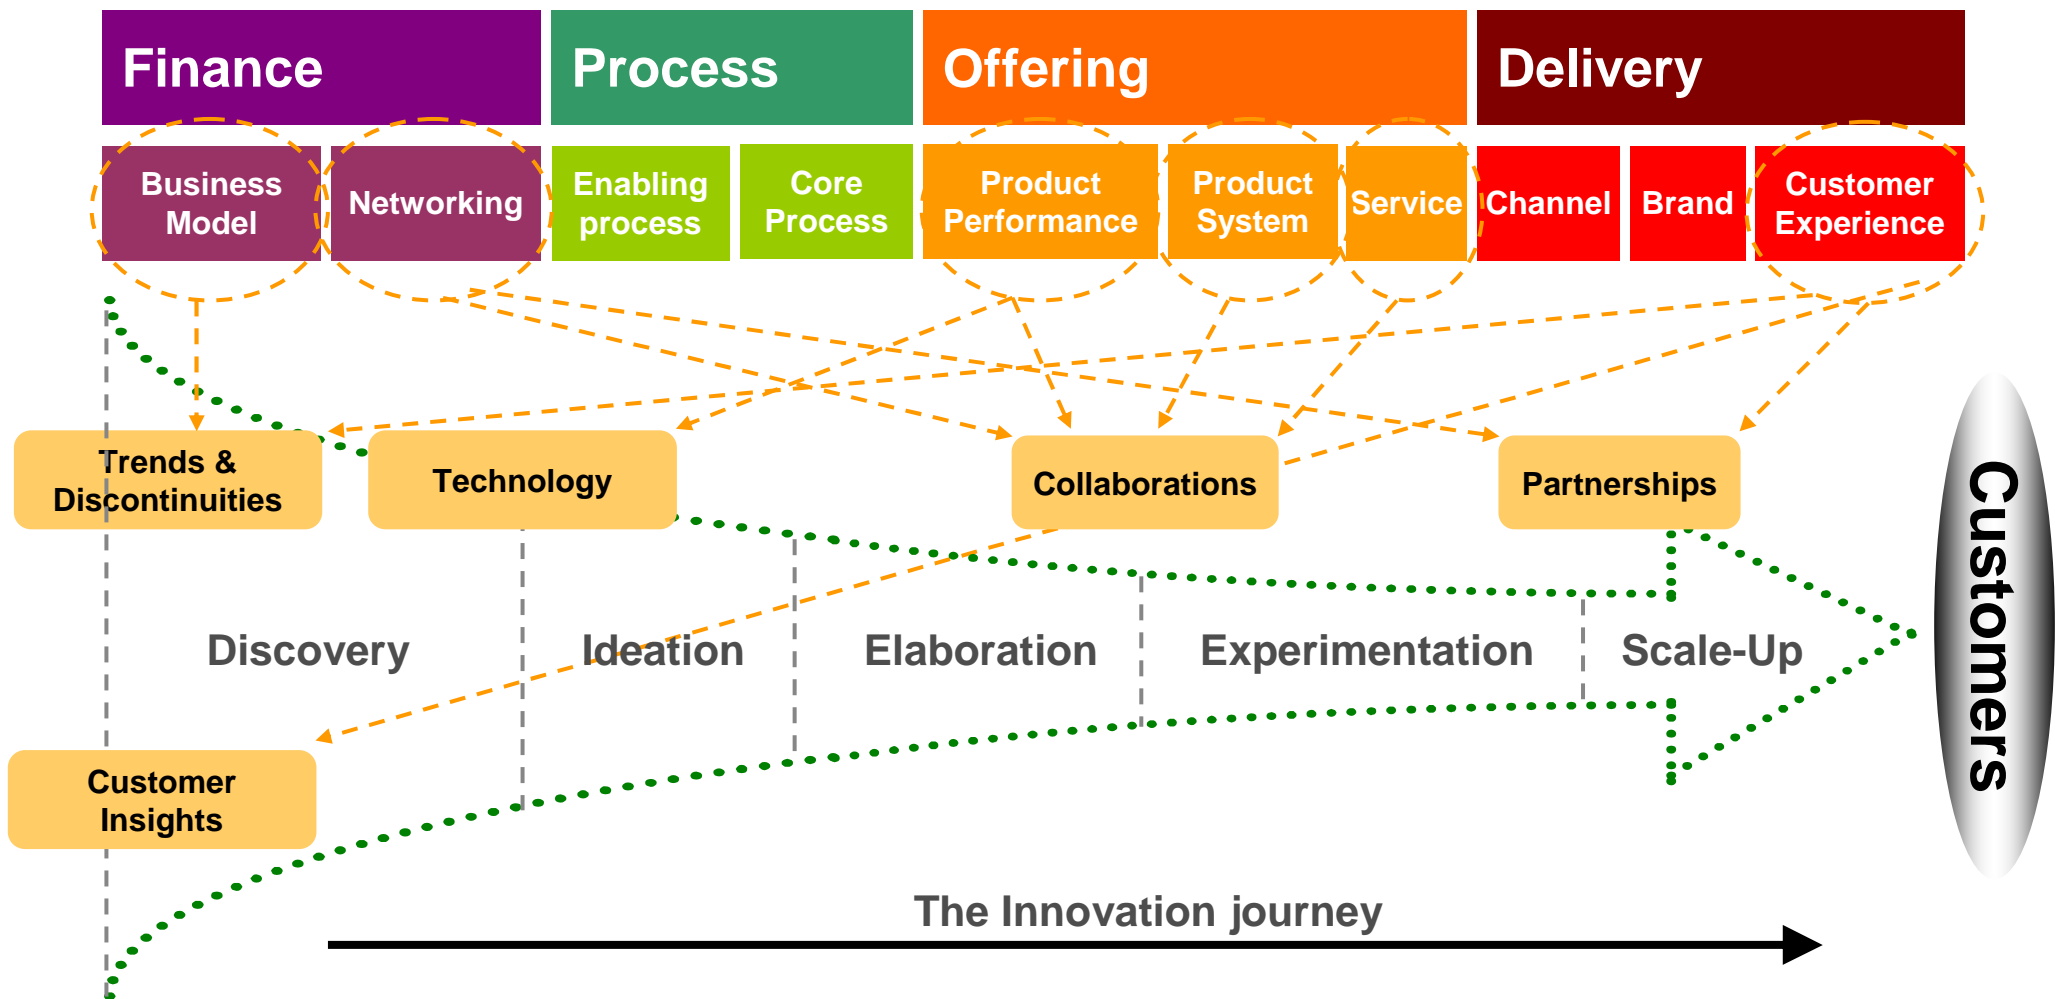 Finance
Process
Offering
Delivery
Business
Model
Networking
Enabling
process
Core
Process
Product
Performance
Product
System
Service
Channel
Brand
Customer
Experience
Trends &
Discontinuities
Technology
Collaborations
Partnerships
Customers
Discovery
Ideation
Elaboration
Experimentation
Scale-Up
Customer
Insights
The Innovation journey